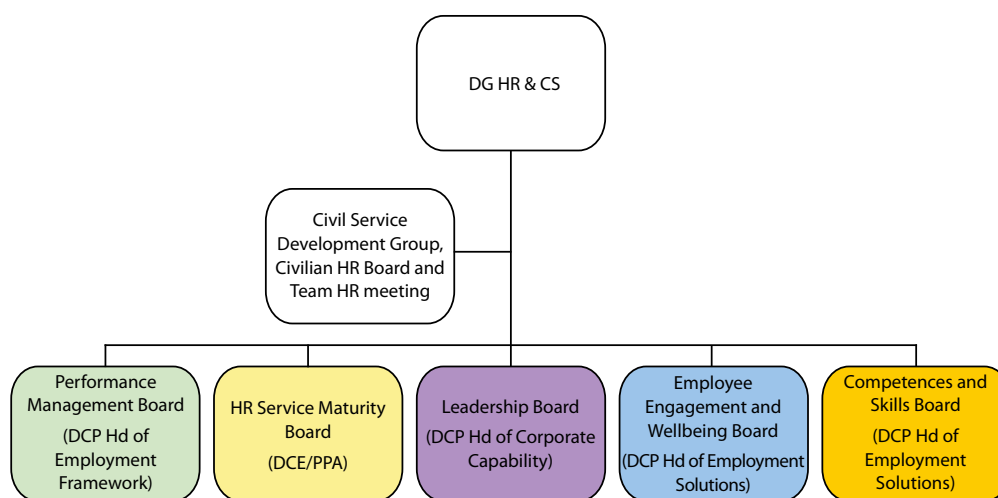 DG HR & CS
Civil Service
Development Group,
Civilian HR Board and
Team HR meeting
Performance
Management Board
(DCP Hd of
Employment
Framework)
HR Service Maturity
Board
(DCE/PPA)
Leadership Board
(DCP Hd of Corporate
Capability)
Employee
Engagement and
Wellbeing Board
(DCP Hd of Employment
Solutions)
Competences and
Skills Board
(DCP Hd of
Employment
Solutions)